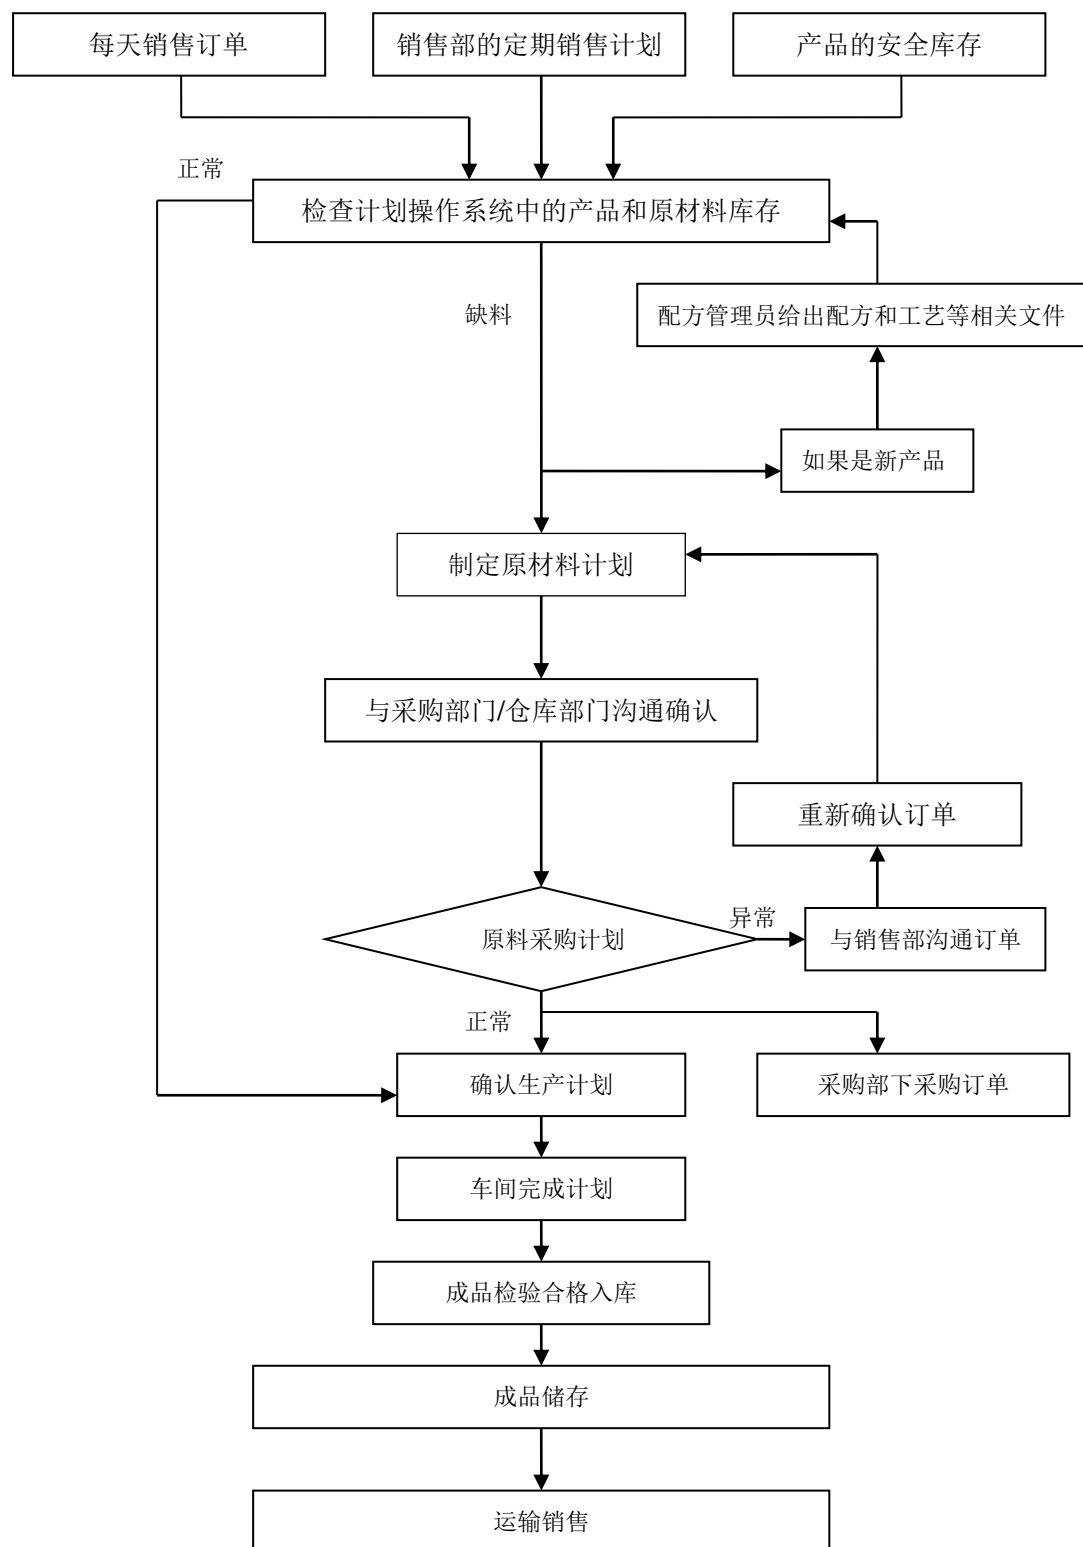 每天销售订单
销售部的定期销售计划
产品的安全库存
正常
检查计划操作系统中的产品和原材料库存
缺料
配方管理员给出配方和工艺等相关文件
如果是新产品
制定原材料计划
与采购部门/仓库部门沟通确认
重新确认订单
异常
原料采购计划
与销售部沟通订单
正常
确认生产计划
采购部下采购订单
车间完成计划
成品检验合格入库
成品储存
运输销售